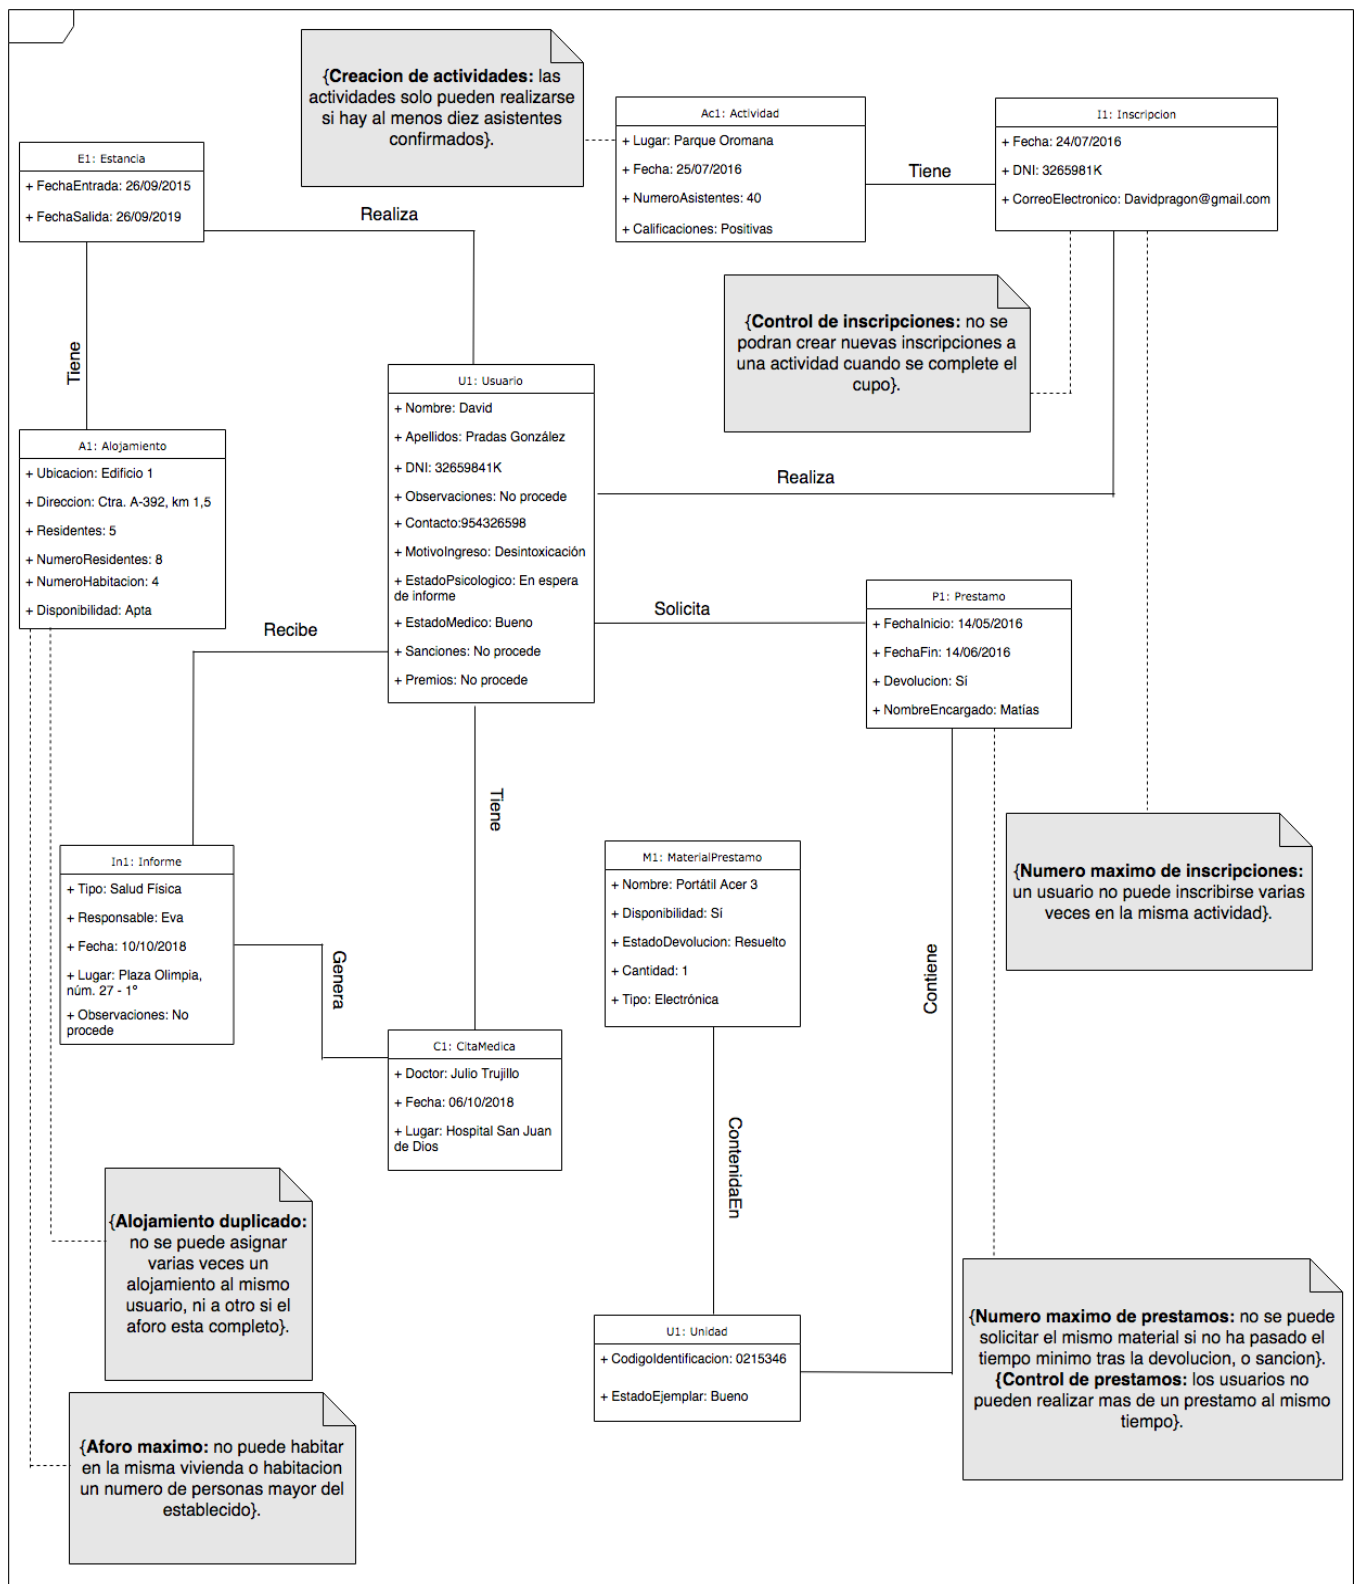 {Creacion de actividades: las
actividades solo pueden realizarse
si hay al menos diez asistentes
confirmados}.
Ac1: Actividad
+ Lugar: Parque Oromana
+ Fecha: 25/07/2016
+ NumeroAsistentes: 40
+ Calificaciones: Positivas
Tiene
I1: Inscripcion
+ Fecha: 24/07/2016
+ DNI: 3265981K
+ CorreoElectronico: Davidpragon@gmail.com
E1: Estancia
+ FechaEntrada: 26/09/2015
+ FechaSalida: 26/09/2019
Realiza
Tiene
{Control de inscripciones: no se
podran crear nuevas inscripciones a
una actividad cuando se complete el
cupo}.
U1: Usuario
+ Nombre: David
+ Apellidos: Pradas González
+ DNI: 32659841K
+ Observaciones: No procede
+ Contacto:954326598
+ MotivoIngreso: Desintoxicación
+ EstadoPsicologico: En espera
de informe
+ EstadoMedico: Bueno
+ Sanciones: No procede
+ Premios: No procede
Realiza
A1: Alojamiento
+ Ubicacion: Edificio 1
+ Direccion: Ctra. A-392, km 1,5
+ Residentes: 5
+ NumeroResidentes: 8
+ NumeroHabitacion: 4
+ Disponibilidad: Apta
Recibe
Solicita
P1: Prestamo
+ FechaInicio: 14/05/2016
+ FechaFin: 14/06/2016
+ Devolucion: Sí
+ NombreEncargado: Matías
Tiene
In1: Informe
+ Tipo: Salud Física
+ Responsable: Eva
+ Fecha: 10/10/2018
+ Lugar: Plaza Olimpia,
núm. 27 - 1º
+ Observaciones: No
procede
Genera
M1: MaterialPrestamo
+ Nombre: Portátil Acer 3
+ Disponibilidad: Sí
+ EstadoDevolucion: Resuelto
+ Cantidad: 1
+ Tipo: Electrónica
Contiene
{Numero maximo de inscripciones:
un usuario no puede inscribirse varias
veces en la misma actividad}.
C1: CitaMedica
+ Doctor: Julio Trujillo
+ Fecha: 06/10/2018
+ Lugar: Hospital San Juan
de Dios
ContenidaEn
{Alojamiento duplicado:
no se puede asignar
varias veces un
alojamiento al mismo
usuario, ni a otro si el
aforo esta completo}.
U1: Unidad
+ CodigoIdentificacion: 0215346
+ EstadoEjemplar: Bueno
{Numero maximo de prestamos: no se puede
solicitar el mismo material si no ha pasado el
tiempo minimo tras la devolucion, o sancion}.
{Control de prestamos: los usuarios no
pueden realizar mas de un prestamo al mismo
tiempo}.
{Aforo maximo: no puede habitar
en la misma vivienda o habitacion
un numero de personas mayor del
establecido}.